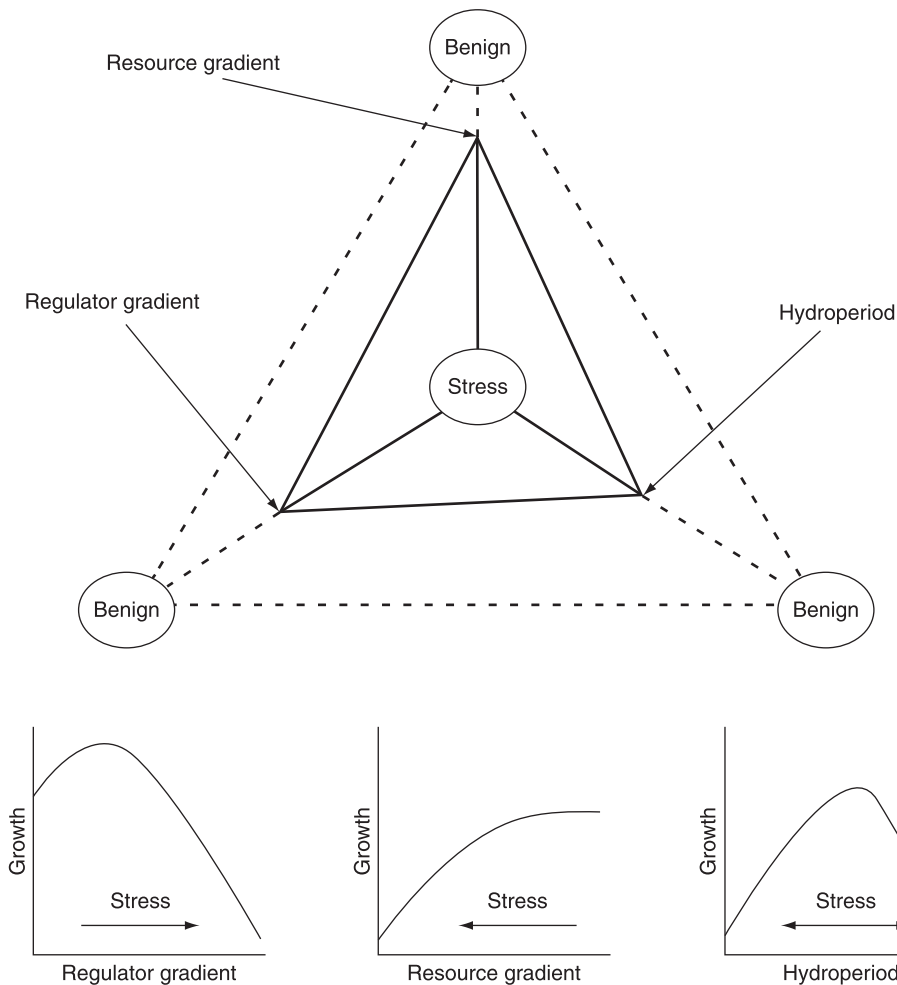 Benign
Resource gradient
Regulator gradient
Hydroperiod
Stress
Benign
Benign
Growth
Stress
Regulator gradient
Growth
Stress
Resource gradient
Growth
Stress
Hydroperiod